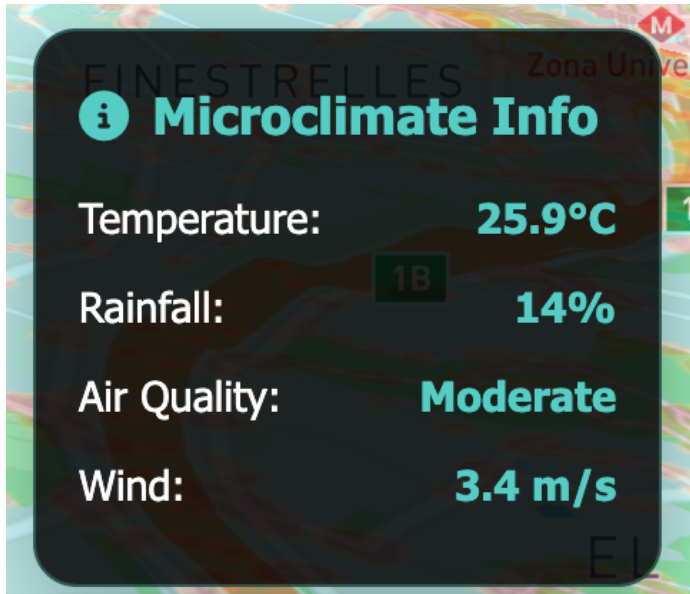 M
FINESTRELLES
Zona Unive
Microclimate Info
Temperature: 25.9°C
1B
Rainfall: 14%
Air Quality: Moderate
Wind: 3.4 m/s
EL